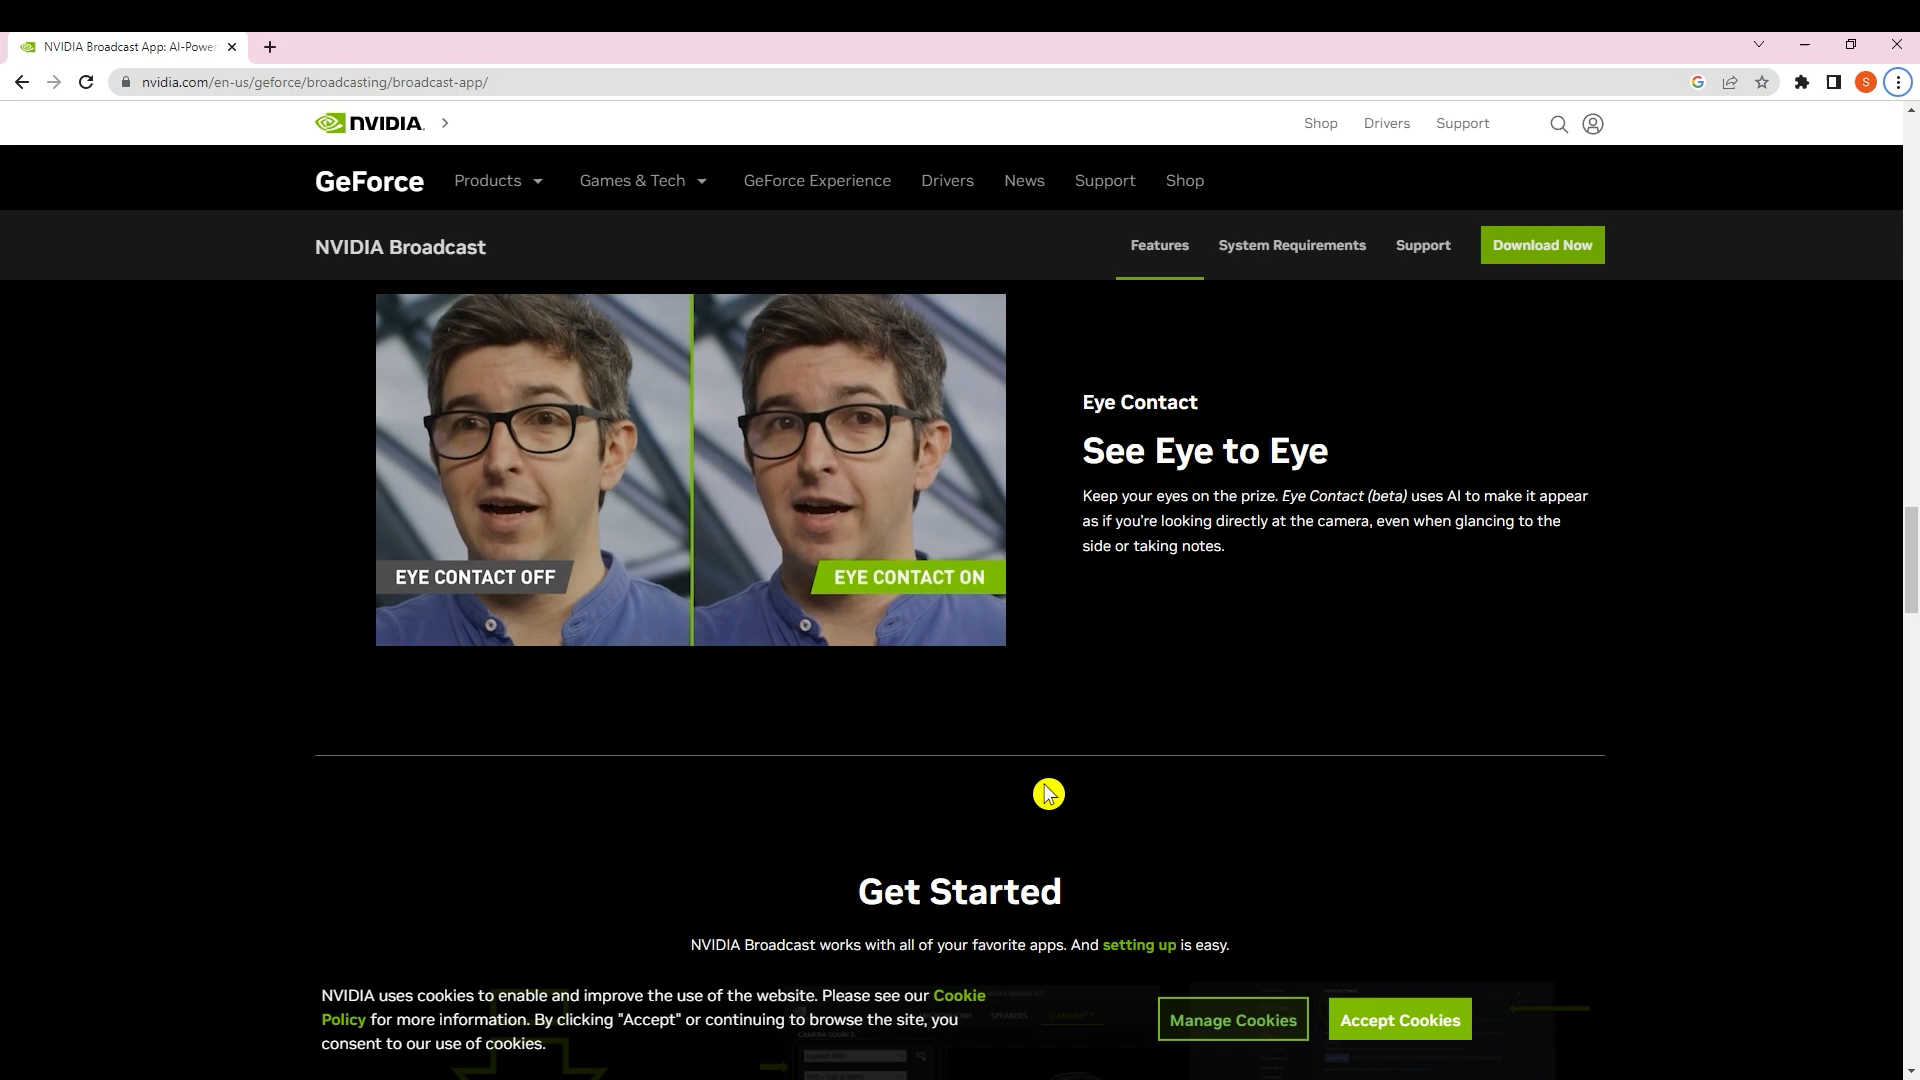 NVIDIA Broadcast App: AI-Power
nvidia.com/en-us/geforce/broadcasting/broadcast-app/
S
NVIDIA.
Shop Drivers Support
GeForce Products Games & Tech GeForce Experience Drivers News Support Shop
NVIDIA Broadcast Features System Requirements Support Download Now
EYE CONTACT OFF
EYE CONTACT ON
Eye Contact
See Eye to Eye
Keep your eyes on the prize. Eye Contact (beta) uses AI to make it appear
as if you're looking directly at the camera, even when glancing to the
side or taking notes.
Get Started
NVIDIA Broadcast works with all of your favorite apps. And setting up is easy.
NVIDIA uses cookies to enable and improve the use of the website. Please see our Cookie
Policy for more information. By clicking "Accept" or continuing to browse the site, you
consent to our use of cookies.
Manage Cookies
Accept Cookies
SPEAKERS
CAMERA
CAMERA SOURCE